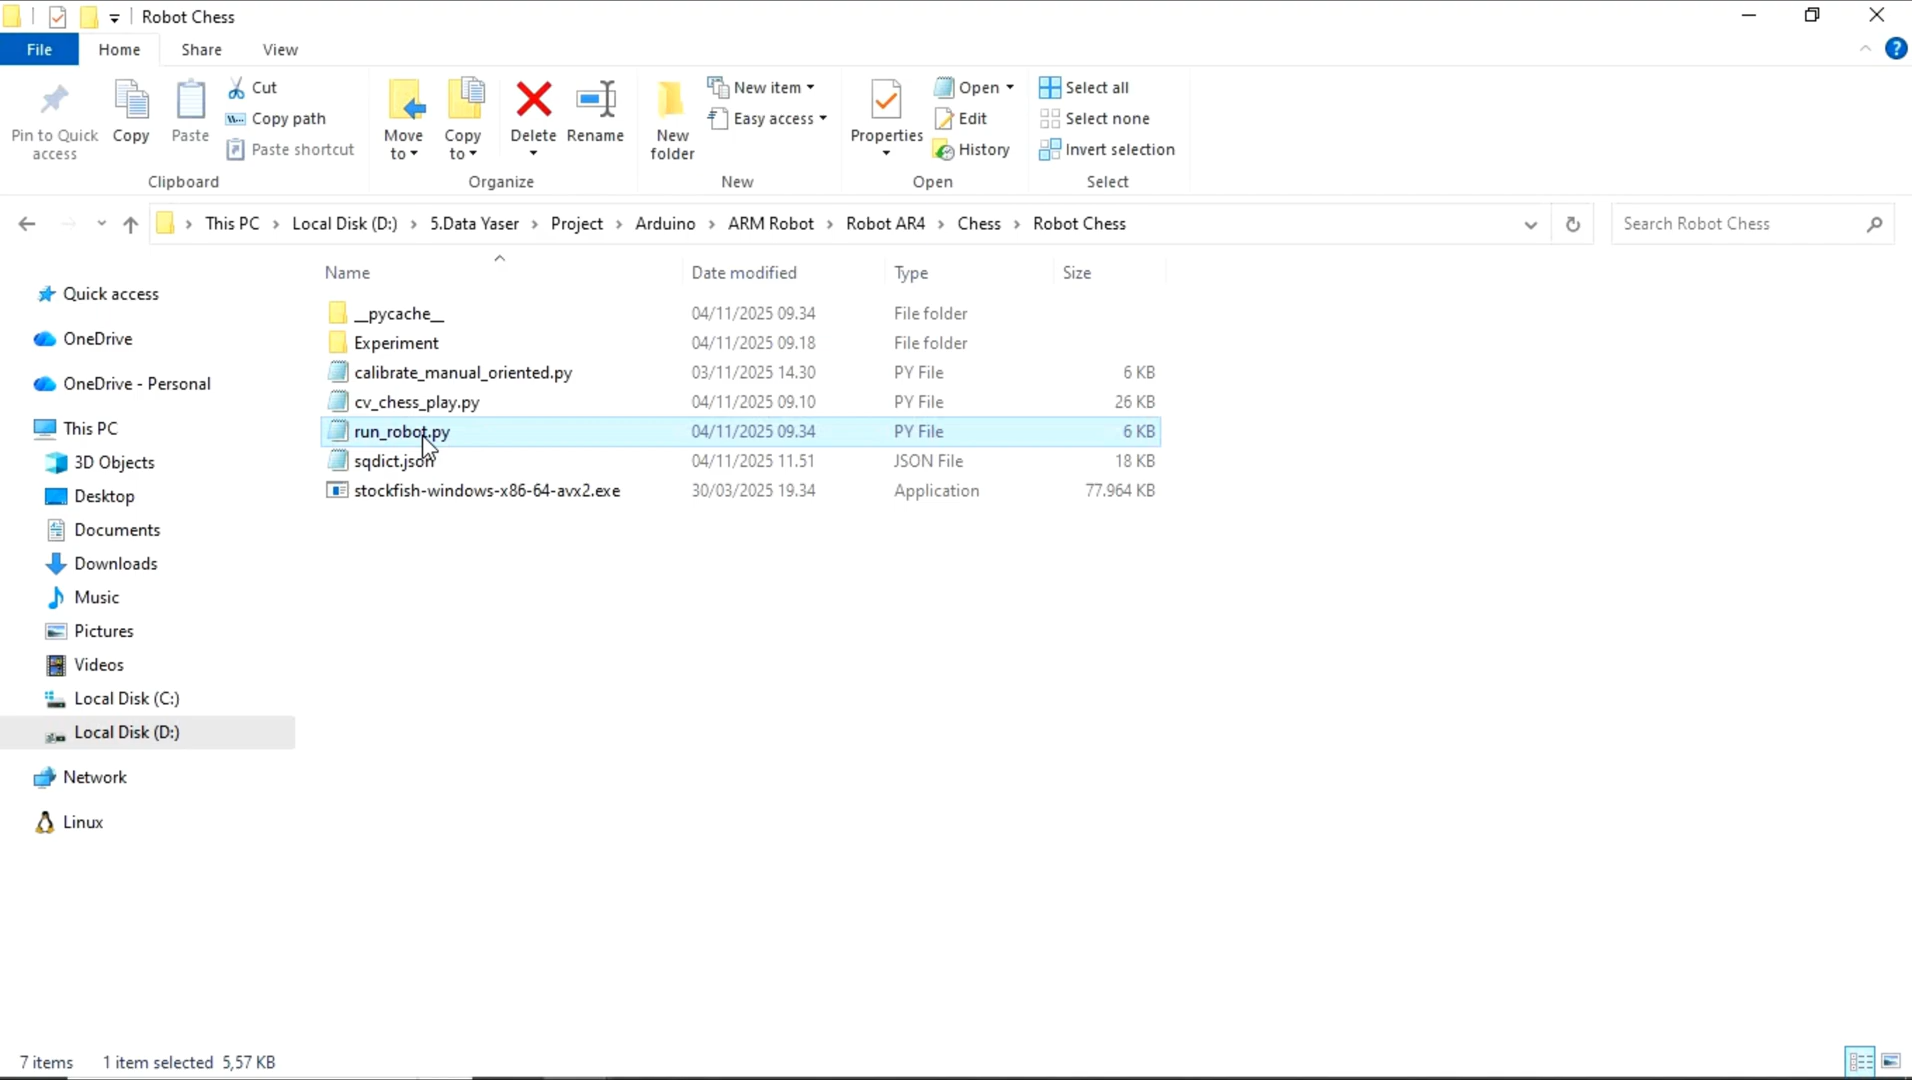 Robot Chess
File Home Share View
Pin to Quick access
Copy
Paste
Cut
Copy path
Paste shortcut
Clipboard
Move to
Copy to
Delete
Rename
Organize
New folder
New item
Easy access
New
Properties
Open
Edit
History
Open
Select all
Select none
Invert selection
Select
This PC › Local Disk (D:) › 5.Data Yaser › Project › Arduino › ARM Robot › Robot AR4 › Chess › Robot Chess
Search Robot Chess
Quick access
OneDrive
OneDrive - Personal
This PC
3D Objects
Desktop
Documents
Downloads
Music
Pictures
Videos
Local Disk (C:)
Local Disk (D:)
Network
Linux
Name Date modified Type Size
__pycache__ 04/11/2025 09.34 File folder
Experiment 04/11/2025 09.18 File folder
calibrate_manual_oriented.py 03/11/2025 14.30 PY File 6 KB
cv_chess_play.py 04/11/2025 09.10 PY File 26 KB
run_robot.py 04/11/2025 09.34 PY File 6 KB
sqdict.json 04/11/2025 11.51 JSON File 18 KB
stockfish-windows-x86-64-avx2.exe 30/03/2025 19.34 Application 77.964 KB
7 items 1 item selected 5,57 KB